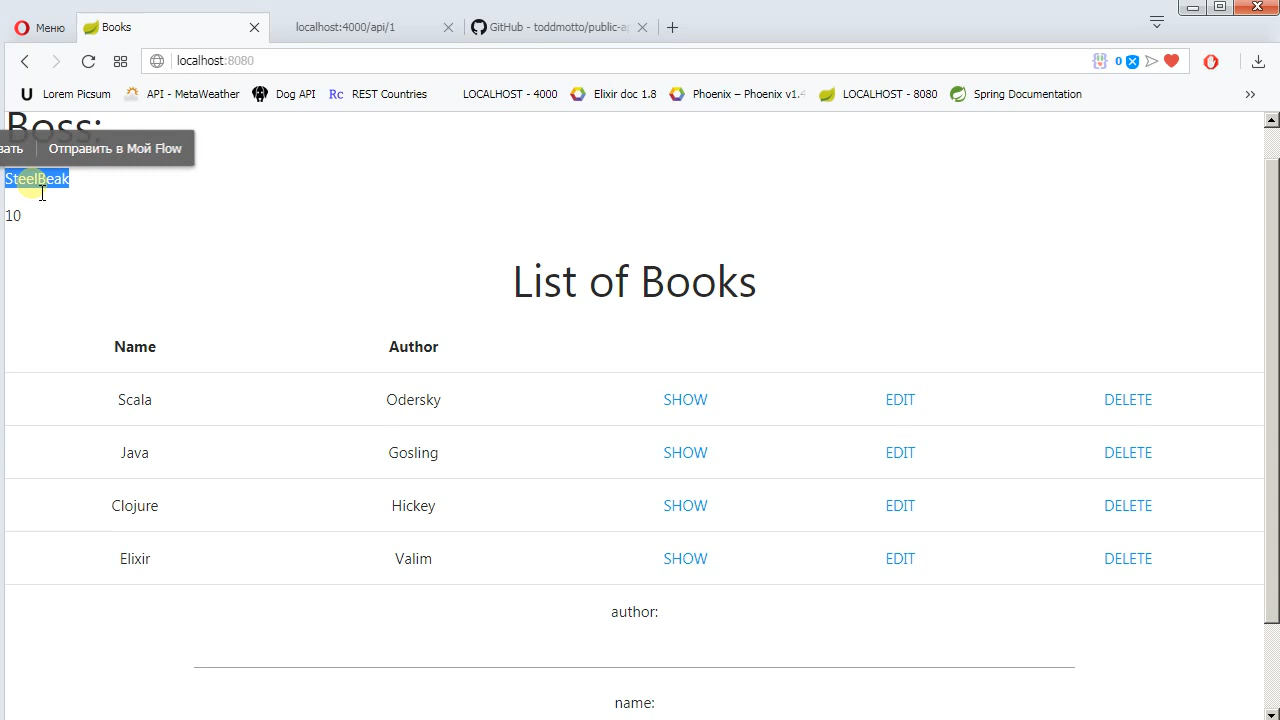 Меню
Books
localhost:4000/api/1
GitHub - toddmotto/public-ap
localhost:8080
0
Lorem Picsum
API - MetaWeather
Dog API
Rc REST Countries
LOCALHOST - 4000
Elixir doc 1.8
Phoenix – Phoenix v1.4
LOCALHOST - 8080
Spring Documentation
Boss:
вать Отправить в Мой Flow
SteelBeak
10
List of Books
Name Author
Scala Odersky SHOW EDIT DELETE
Java Gosling SHOW EDIT DELETE
Clojure Hickey SHOW EDIT DELETE
Elixir Valim SHOW EDIT DELETE
author:
name: